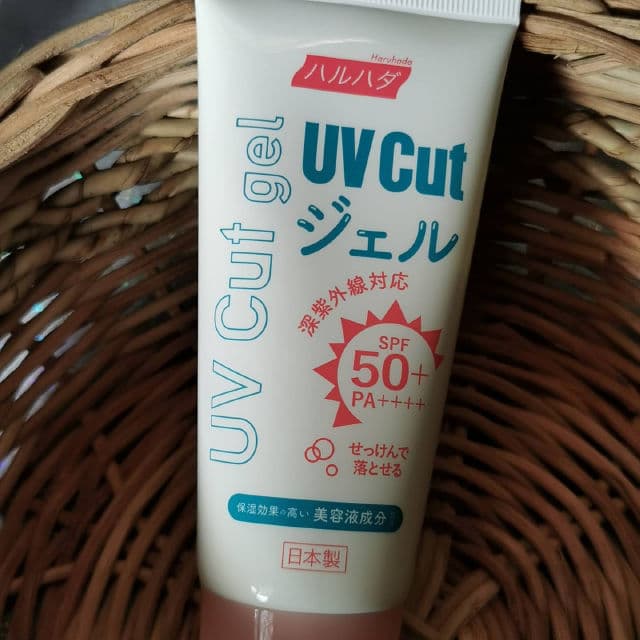 Haruhada
ハルハダ
UV Cut gel
UV Cut
ジェル
深紫外線対応
SPF
50+
PA++++
せっけんで
落とせる
保湿効果の高い 美容液成分
日本製